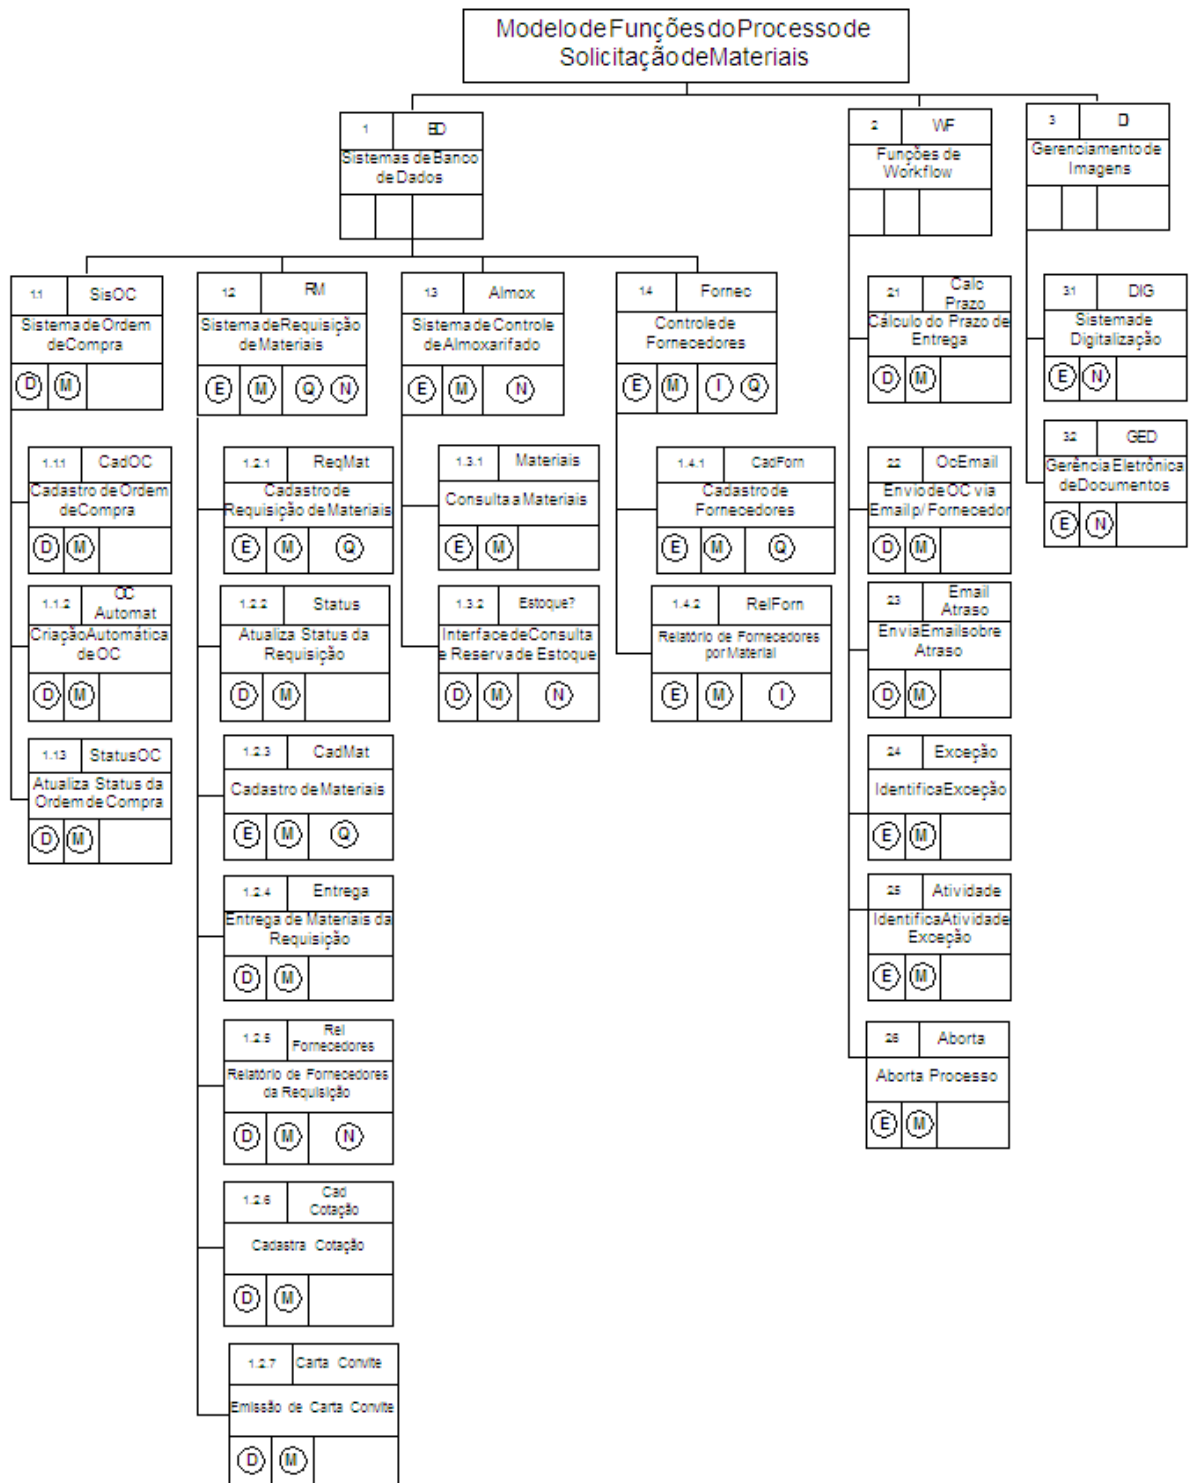 Modelo de Funções do Processo de
Solicitação de Materiais
1 BD
Sistemas de Banco
de Dados
2 WF
Funções de
Workflow
3 DI
Gerenciamento de
Imagens
1.1 SisOC
Sistema de Ordem
de Compra
D M
1.2 RM
Sistema de Requisição
de Materiais
E M Q N
1.3 Almox
Sistema de Controle
de Almoxarifado
E M N
1.4 Fornec
Controle de
Fornecedores
E M I Q
2.1 Calc
Prazo
Cálculo do Prazo de
Entrega
D M
3.1 DIG
Sistema de
Digitalização
E N
1.1.1 CadOC
Cadastro de Ordem
de Compra
D M
1.2.1 ReqMat
Cadastro de
Requisição de Materiais
E M Q
1.3.1 Materiais
Consulta a Materiais
E M
1.4.1 CadForn
Cadastro de
Fornecedores
E M Q
2.2 OcEmail
Envio de OC via
Email p/ Fornecedor
D M
3.2 GED
Gerência Eletrônica
de Documentos
E N
1.1.2 OC
Automat
Criação Automática
de OC
D M
1.2.2 Status
Atualiza Status da
Requisição
D M
1.3.2 Estoque?
Interface de Consulta
e Reserva de Estoque
D M N
1.4.2 RelForn
Relatório de Fornecedores
por Material
E M I
2.3 Email
Atraso
Envia Email sobre
Atraso
D M
1.1.3 StatusOC
Atualiza Status da
Ordem de Compra
D M
1.2.3 CadMat
Cadastro de Materiais
E M Q
2.4 Exceção
Identifica Exceção
E M
1.2.4 Entrega
Entrega de Materiais da
Requisição
D M
2.5 Atividade
Identifica Atividade
Exceção
E M
1.2.5 Rel
Fornecedores
Relatório de Fornecedores
da Requisição
D M N
2.6 Aborta
Aborta Processo
E M
1.2.6 Cad
Cotação
Cadastra Cotação
D M
1.2.7 Carta Convite
Emissão de Carta Convite
D M